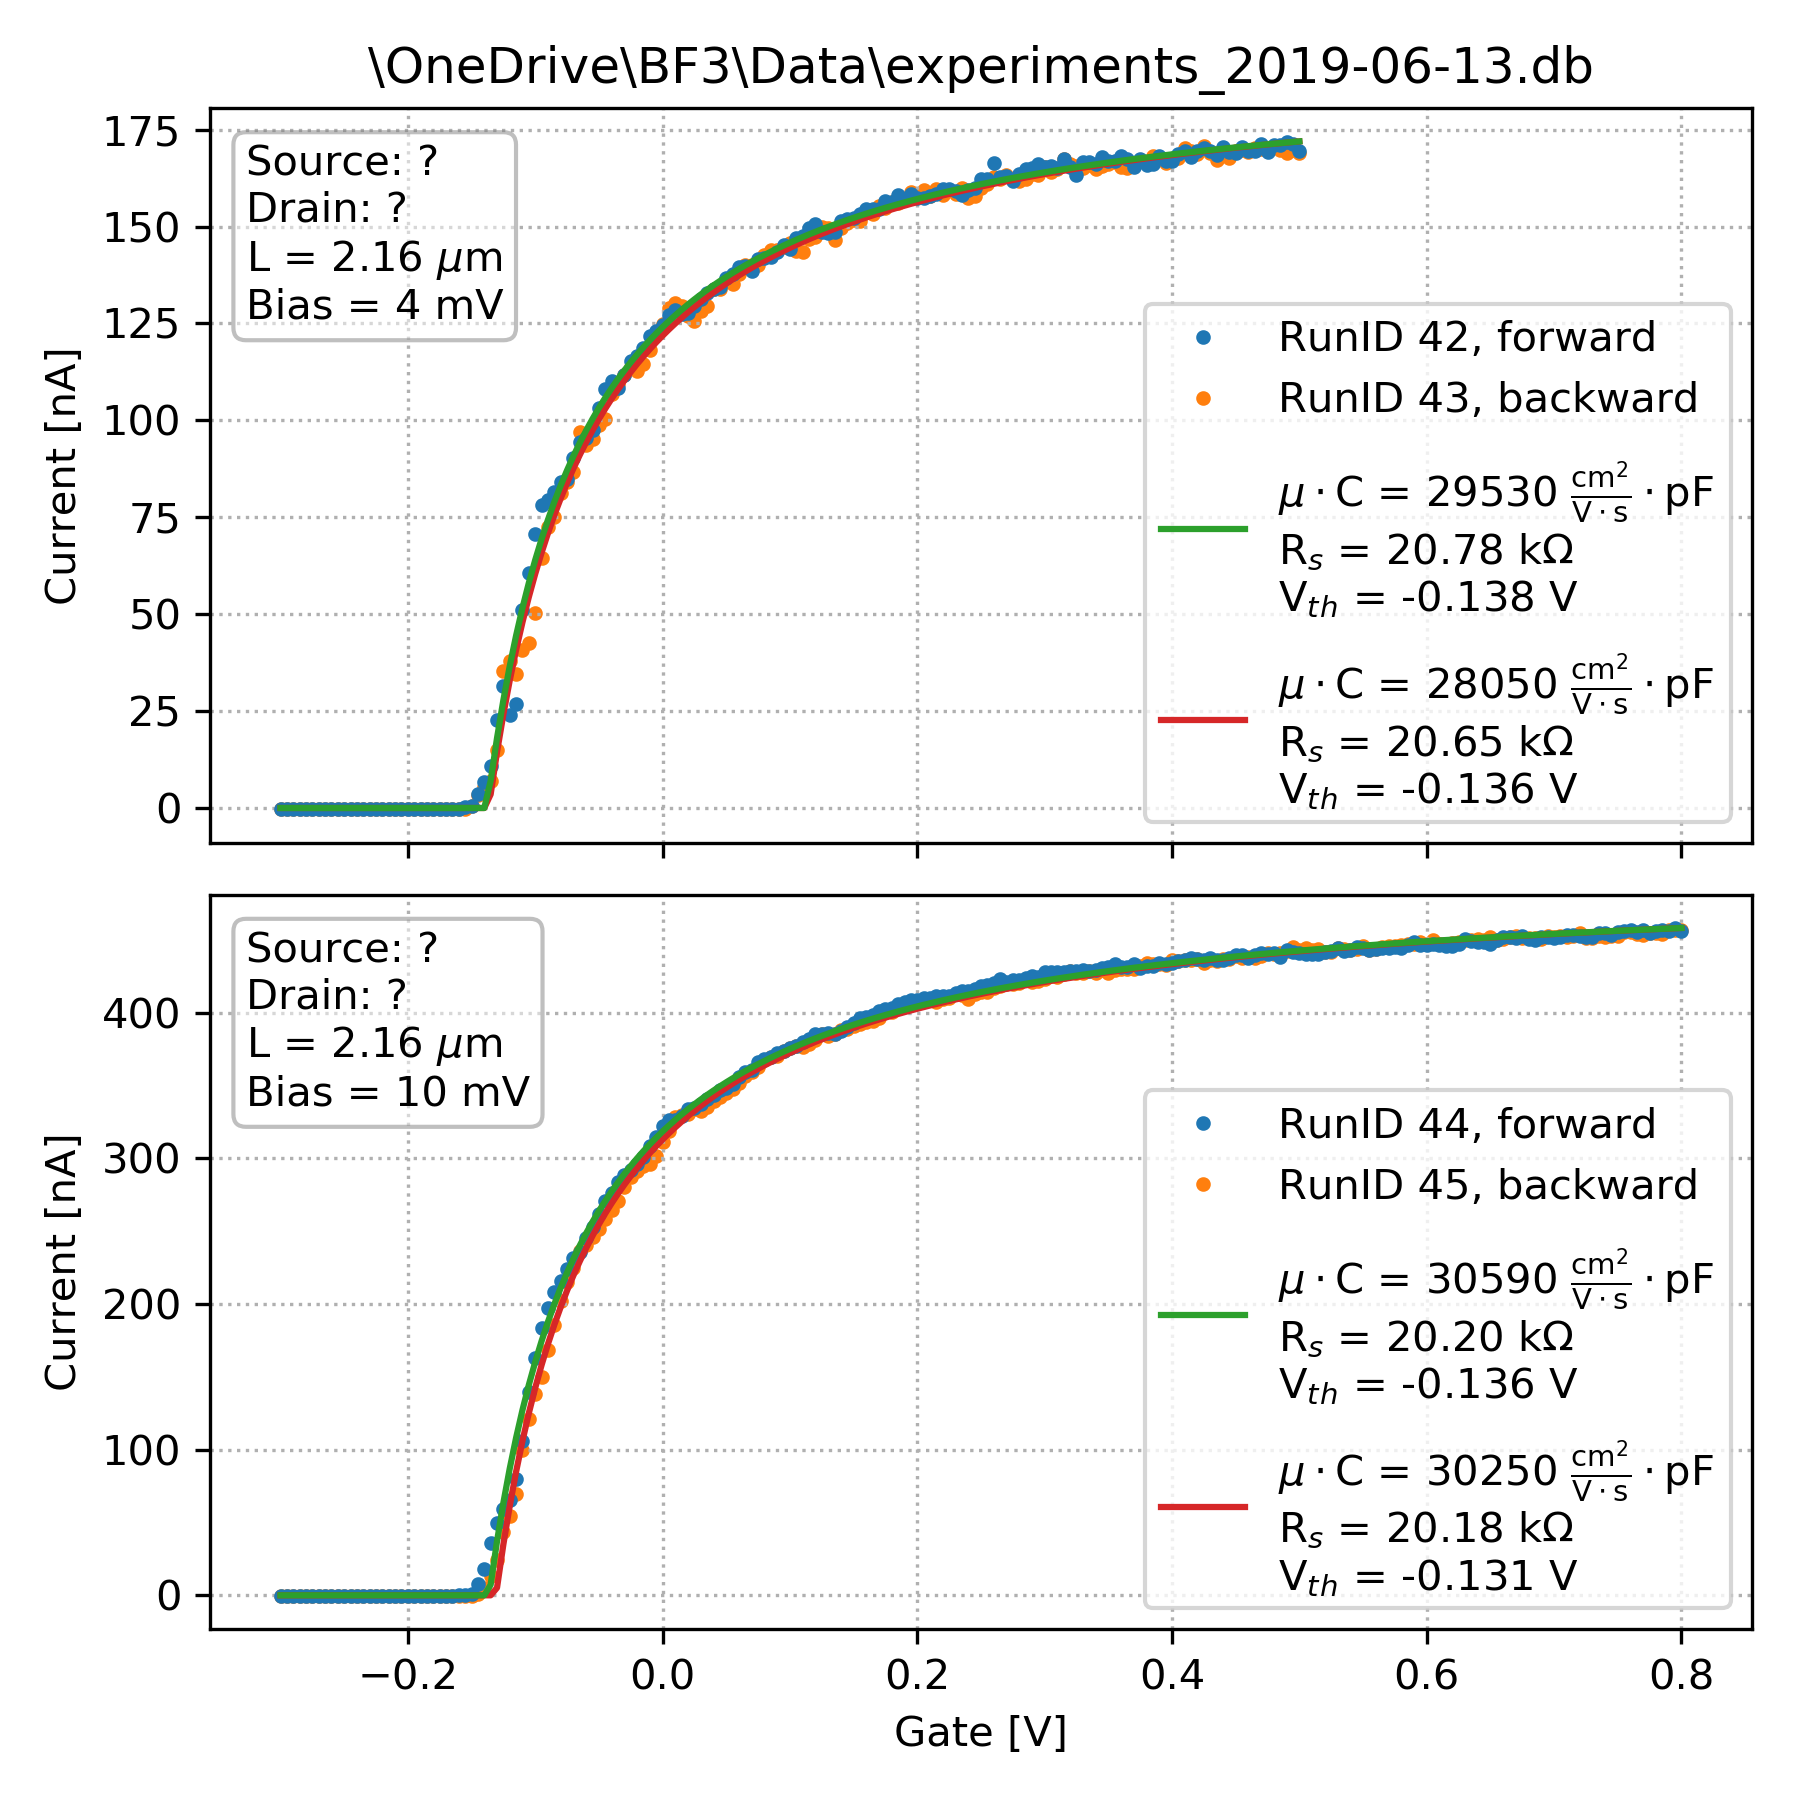 \OneDrive\BF3\Data\experiments_2019-06-13.db
175
150
125
100
75
50
25
0
Current [nA]
Source: ?
Drain: ?
L = 2.16 μm
Bias = 4 mV
RunID 42, forward
RunID 43, backward
μ · C = 29530 cm²/V · s · pF
Rₛ = 20.78 kΩ
V_th = -0.138 V
μ · C = 28050 cm²/V · s · pF
Rₛ = 20.65 kΩ
V_th = -0.136 V
400
300
200
100
0
Current [nA]
Source: ?
Drain: ?
L = 2.16 μm
Bias = 10 mV
RunID 44, forward
RunID 45, backward
μ · C = 30590 cm²/V · s · pF
Rₛ = 20.20 kΩ
V_th = -0.136 V
μ · C = 30250 cm²/V · s · pF
Rₛ = 20.18 kΩ
V_th = -0.131 V
−0.2 0.0 0.2 0.4 0.6 0.8
Gate [V]